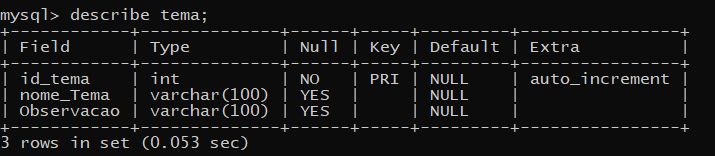 mysql> describe tema;
+------------+--------------+------+-----+---------+----------------+
| Field      | Type         | Null | Key | Default | Extra          |
+------------+--------------+------+-----+---------+----------------+
| id_tema    | int          | NO   | PRI | NULL    | auto_increment |
| nome_Tema  | varchar(100) | YES  |     | NULL    |                |
| Observacao | varchar(100) | YES  |     | NULL    |                |
+------------+--------------+------+-----+---------+----------------+
3 rows in set (0.053 sec)